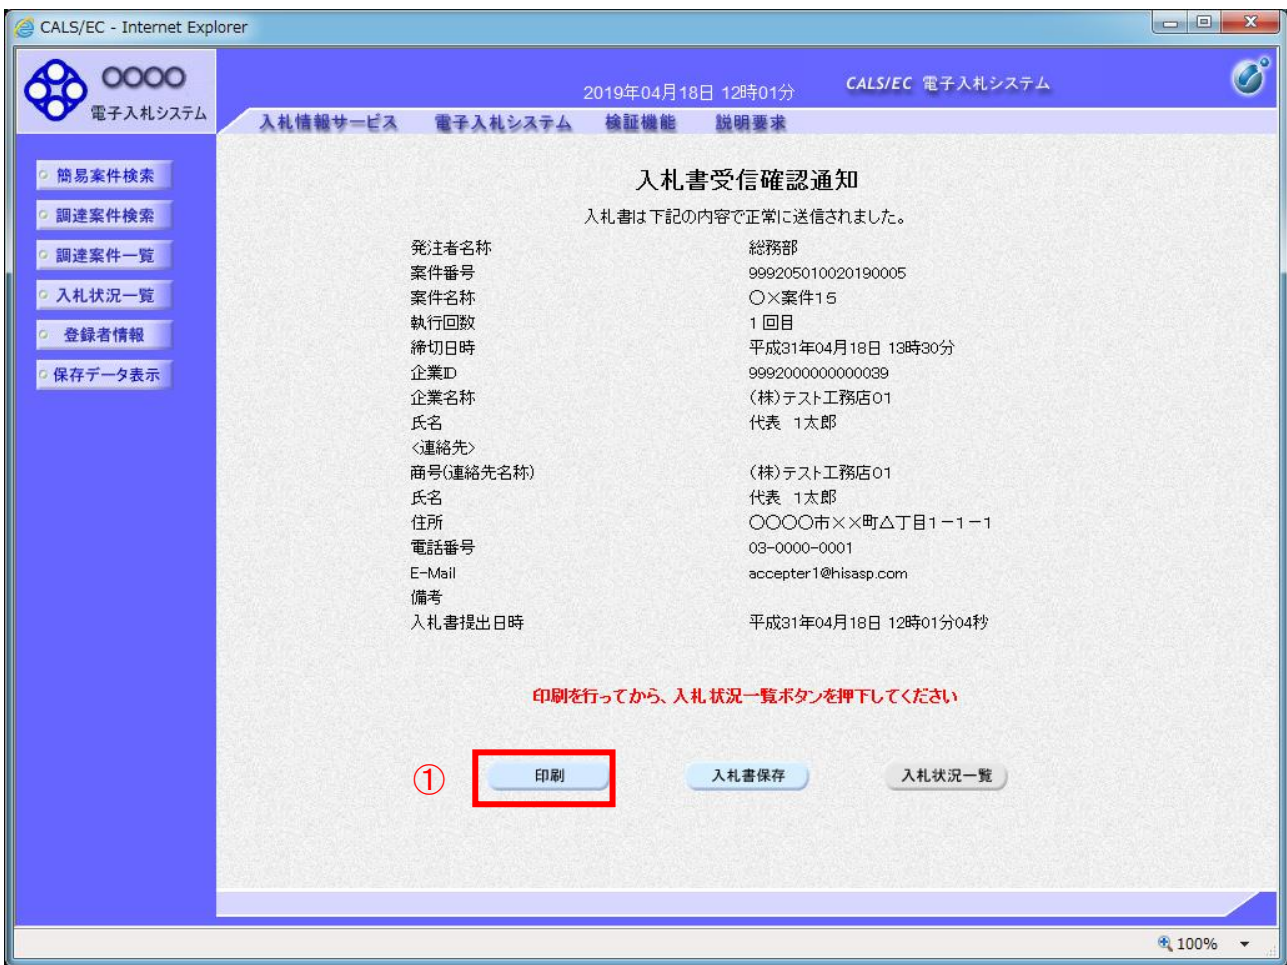 CALS/EC - Internet Explorer
〇〇〇〇
電子入札システム
2019年04月18日 12時01分
CALS/EC 電子入札システム
入札情報サービス 電子入札システム 検証機能 説明要求
簡易案件検索
調達案件検索
調達案件一覧
入札状況一覧
登録者情報
保存データ表示
入札書受信確認通知
入札書は下記の内容で正常に送信されました。
発注者名称 総務部
案件番号 999205010020190005
案件名称 〇×案件15
執行回数 1回目
締切日時 平成31年04月18日 13時30分
企業ID 9992000000000039
企業名称 (株)テスト工務店01
氏名 代表 1太郎
<連絡先>
商号(連絡先名称) (株)テスト工務店01
氏名 代表 1太郎
住所 〇〇〇〇市××町△丁目1-1-1
電話番号 03-0000-0001
E-Mail accepter1@hisasp.com
備考
入札書提出日時 平成31年04月18日 12時01分04秒
印刷を行ってから、入札状況一覧ボタンを押下してください
① 印刷 入札書保存 入札状況一覧
100%